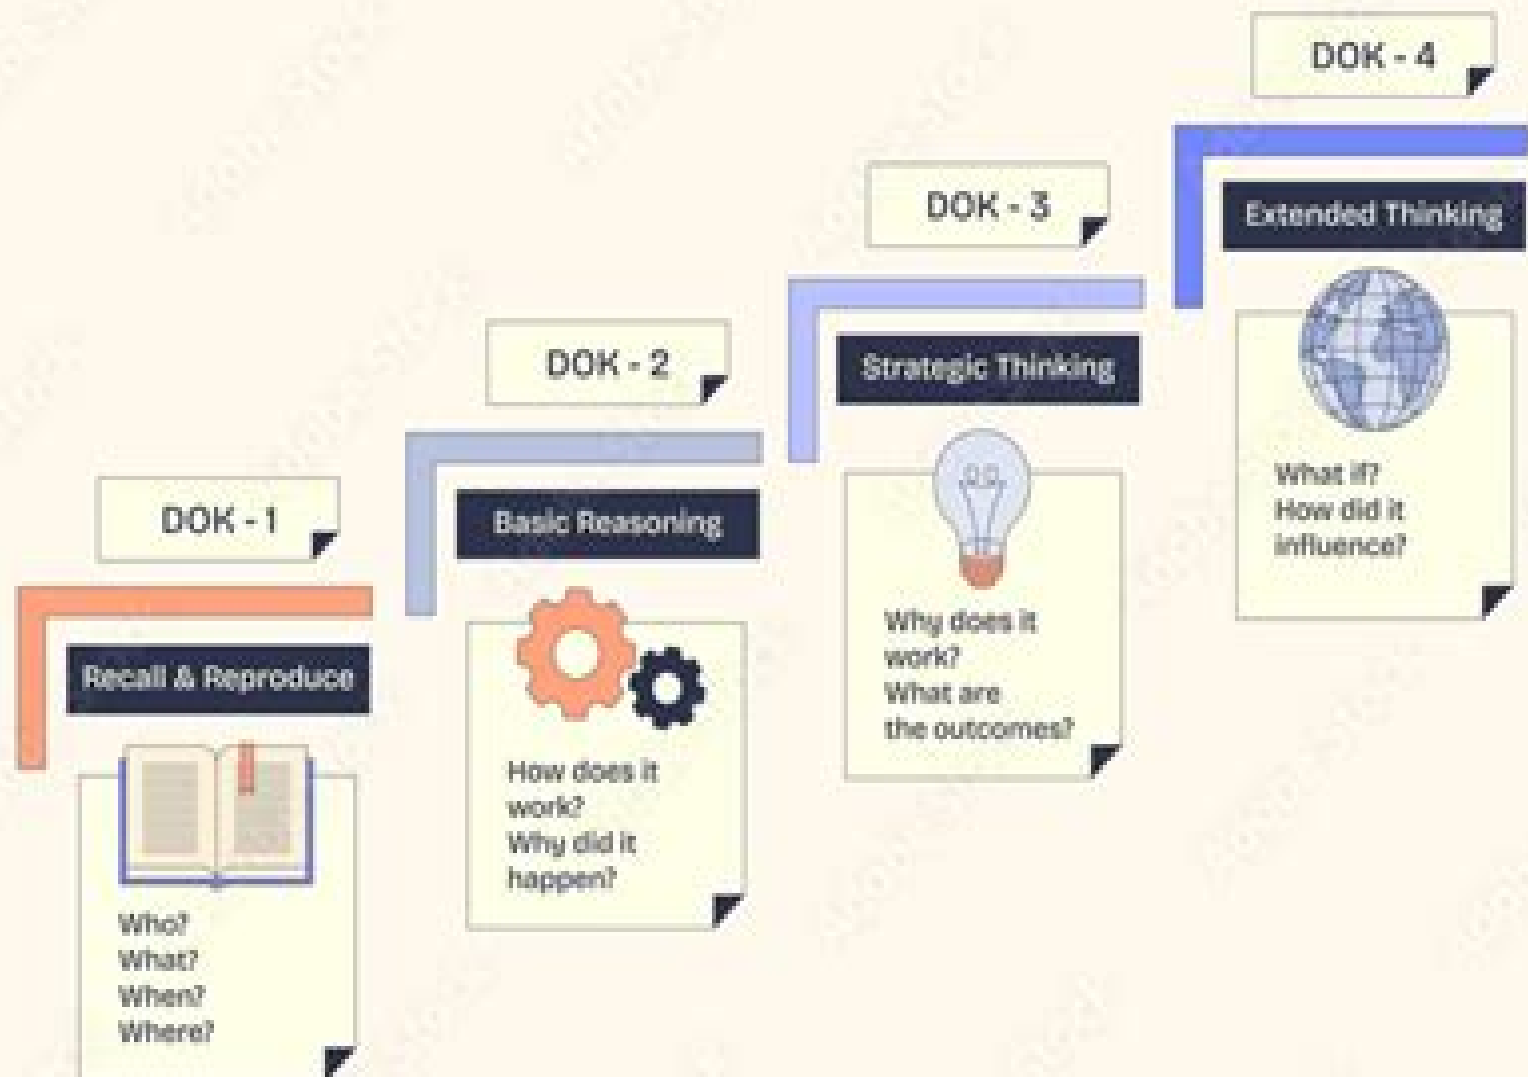 DOK - 1
Recall & Reproduce
Who?
What?
When?
Where?
DOK - 2
Basic Reasoning
How does it
work?
Why did it
happen?
DOK - 3
Strategic Thinking
Why does it
work?
What are
the outcomes?
DOK - 4
Extended Thinking
What if?
How did it
influence?